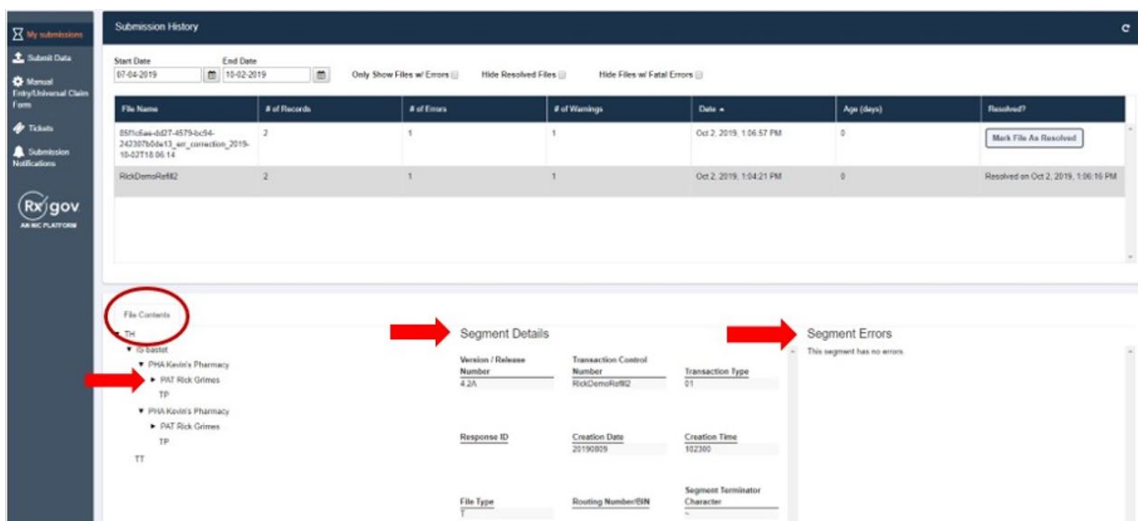 My submissions
Submit Data
Manual
Entry/Universal Claim
Form
Tickets
Submission
Notifications
Rx gov
AN NIC PLATFORM
Submission History
Start Date
End Date
07-04-2019
10-02-2019
Only Show Files w/ Errors
Hide Resolved Files
Hide Files w/ Fatal Errors
File Name
# of Records
# of Errors
# of Warnings
Date
Age (days)
Resolved?
242307b0de13_err_correction_2019-
10-02T18.06.14
2
1
1
Oct 2, 2019, 1:06:57 PM
0
Mark File As Resolved
RickDemoRefill2
2
1
1
Oct 2, 2019, 1:04:21 PM
0
Resolved on Oct 2, 2019, 1:06:16 PM
File Contents
TH
IS bastet
PHA Kevin's Pharmacy
PAT Rick Grimes
TP
PHA Kevin's Pharmacy
PAT Rick Grimes
TP
TT
Segment Details
Version / Release
Number
4.2A
Transaction Control
Number
RickDemoRefill2
Transaction Type
01
Response ID
Creation Date
20190809
Creation Time
102300
File Type
T
Routing Number/BIN
Segment Terminator
Character
~
Segment Errors
This segment has no errors.